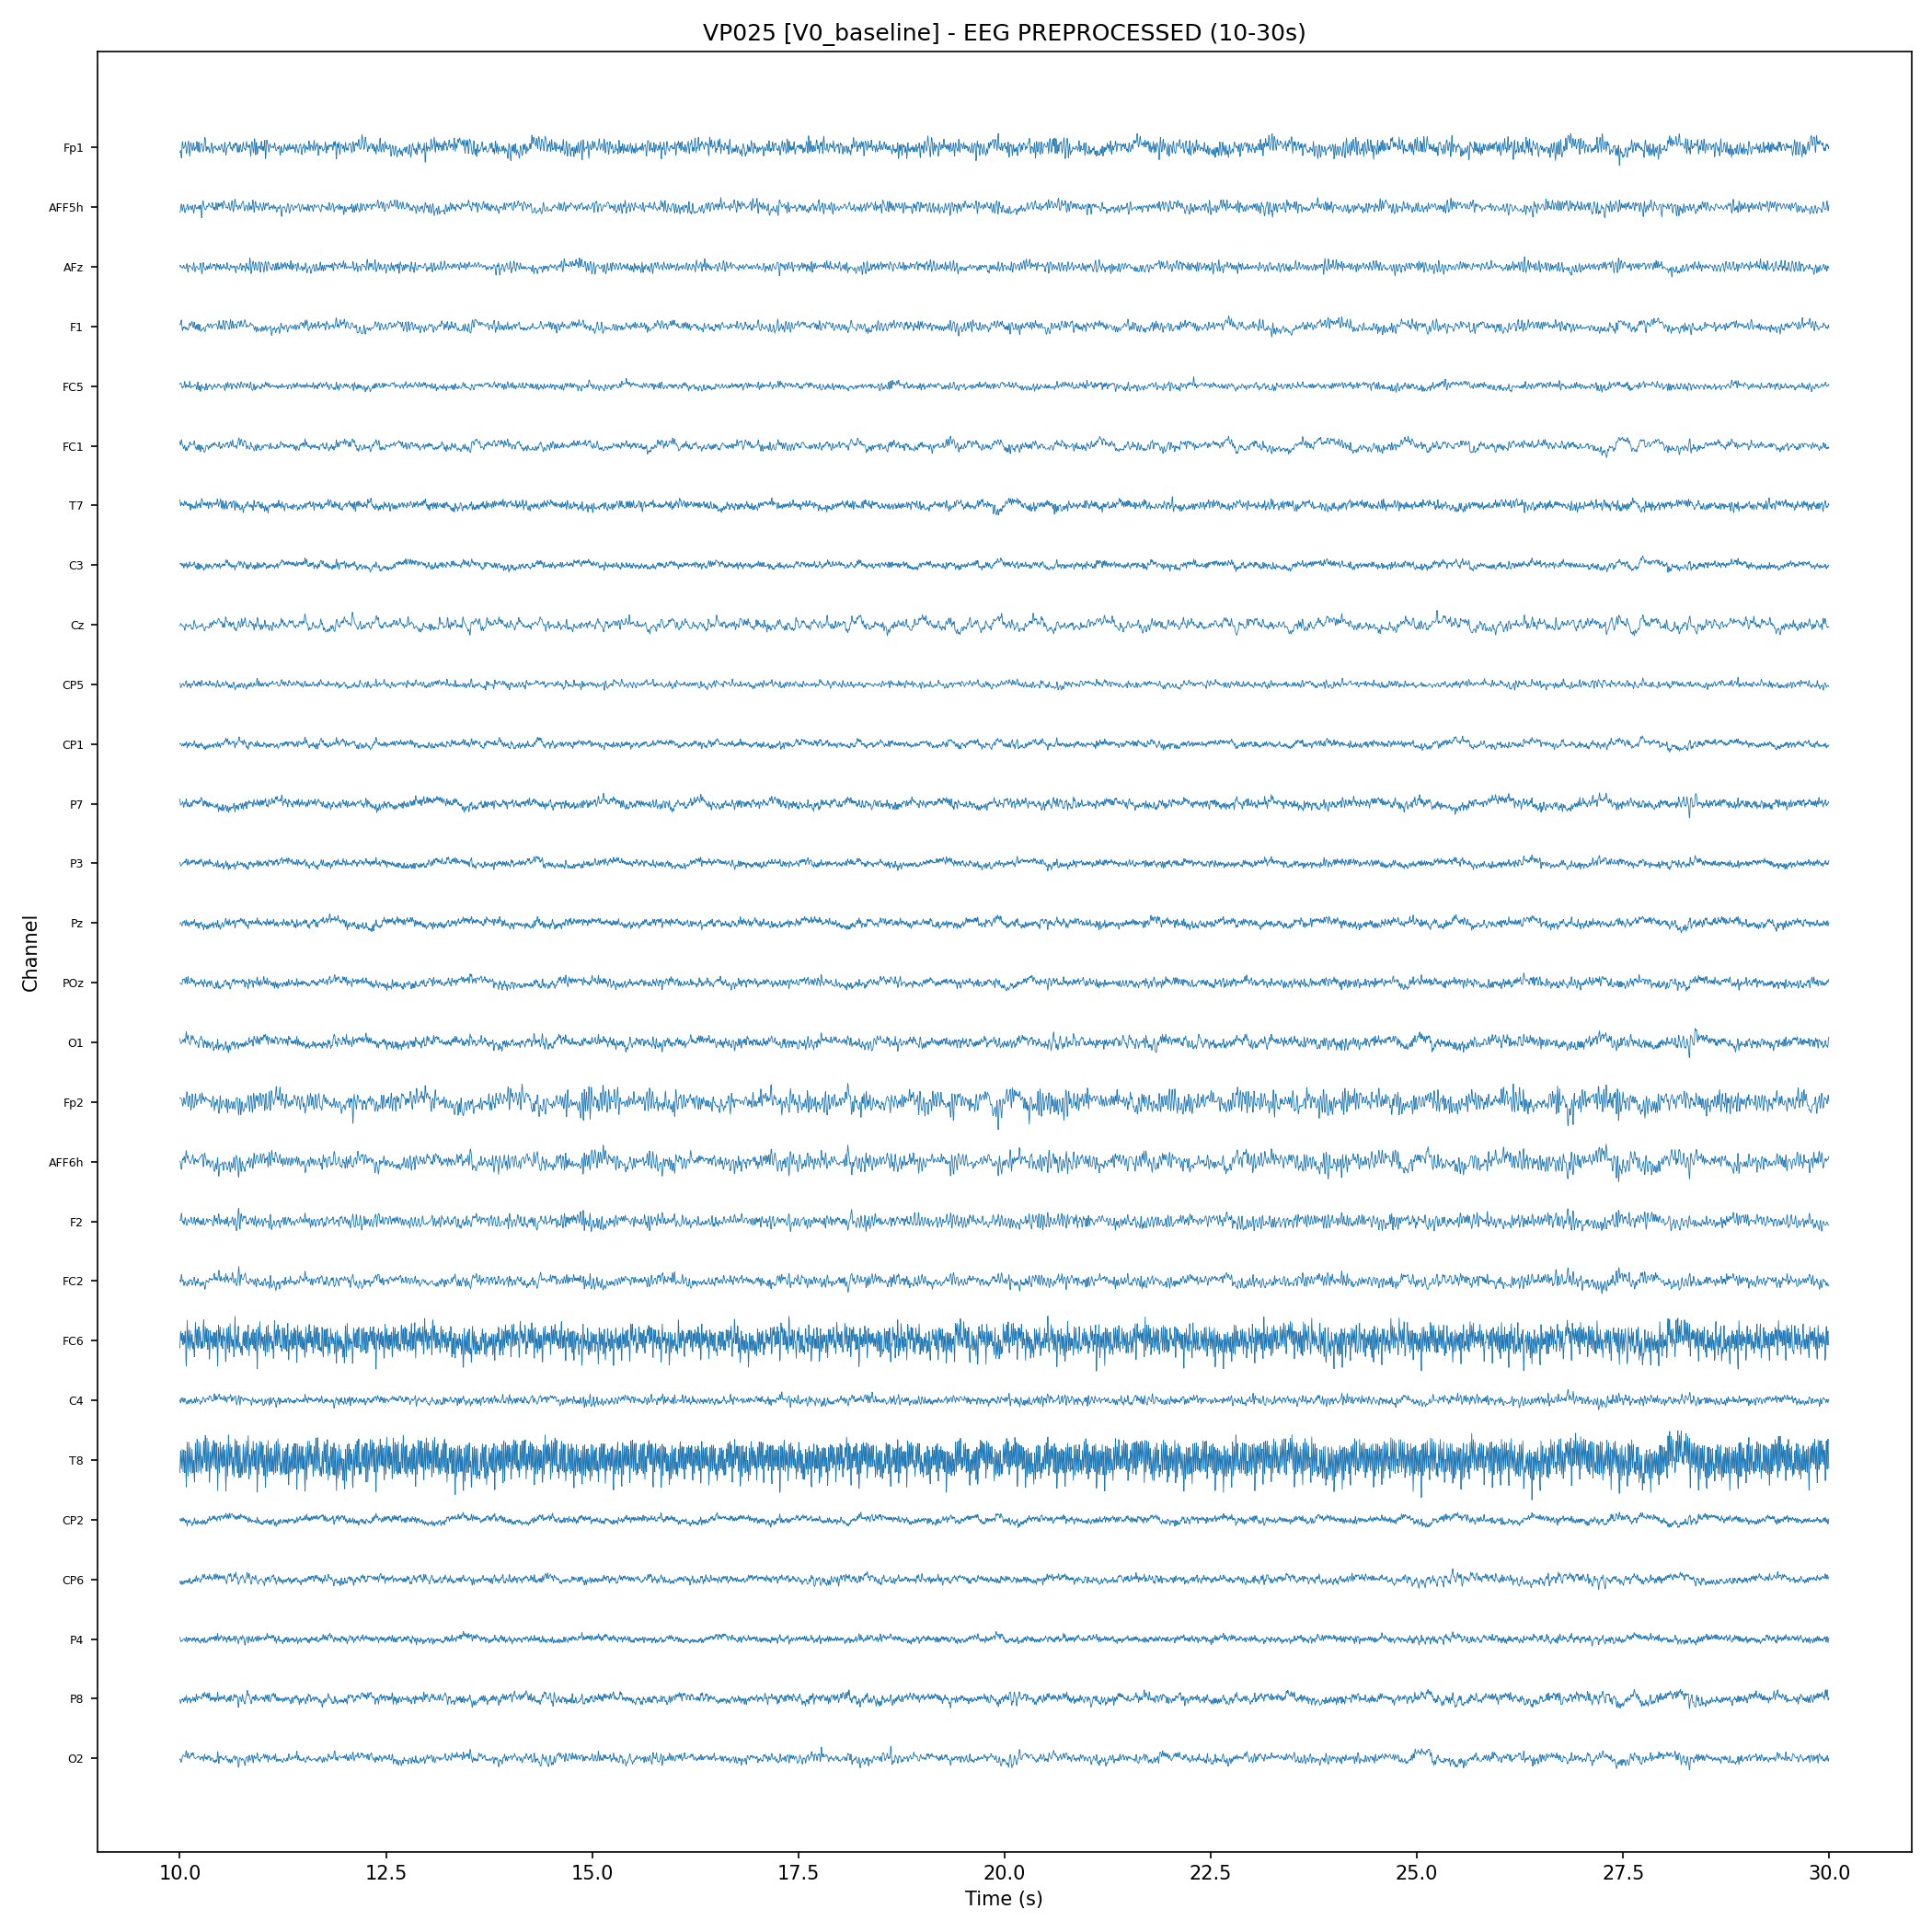 VP025 [V0_baseline] - EEG PREPROCESSED (10-30s)
Fp1
AFF5h
AFz
F1
FC5
FC1
T7
C3
Cz
CP5
CP1
P7
P3
Pz
POz
O1
Fp2
AFF6h
F2
FC2
FC6
C4
T8
CP2
CP6
P4
P8
O2
Channel
10.0 12.5 15.0 17.5 20.0 22.5 25.0 27.5 30.0
Time (s)